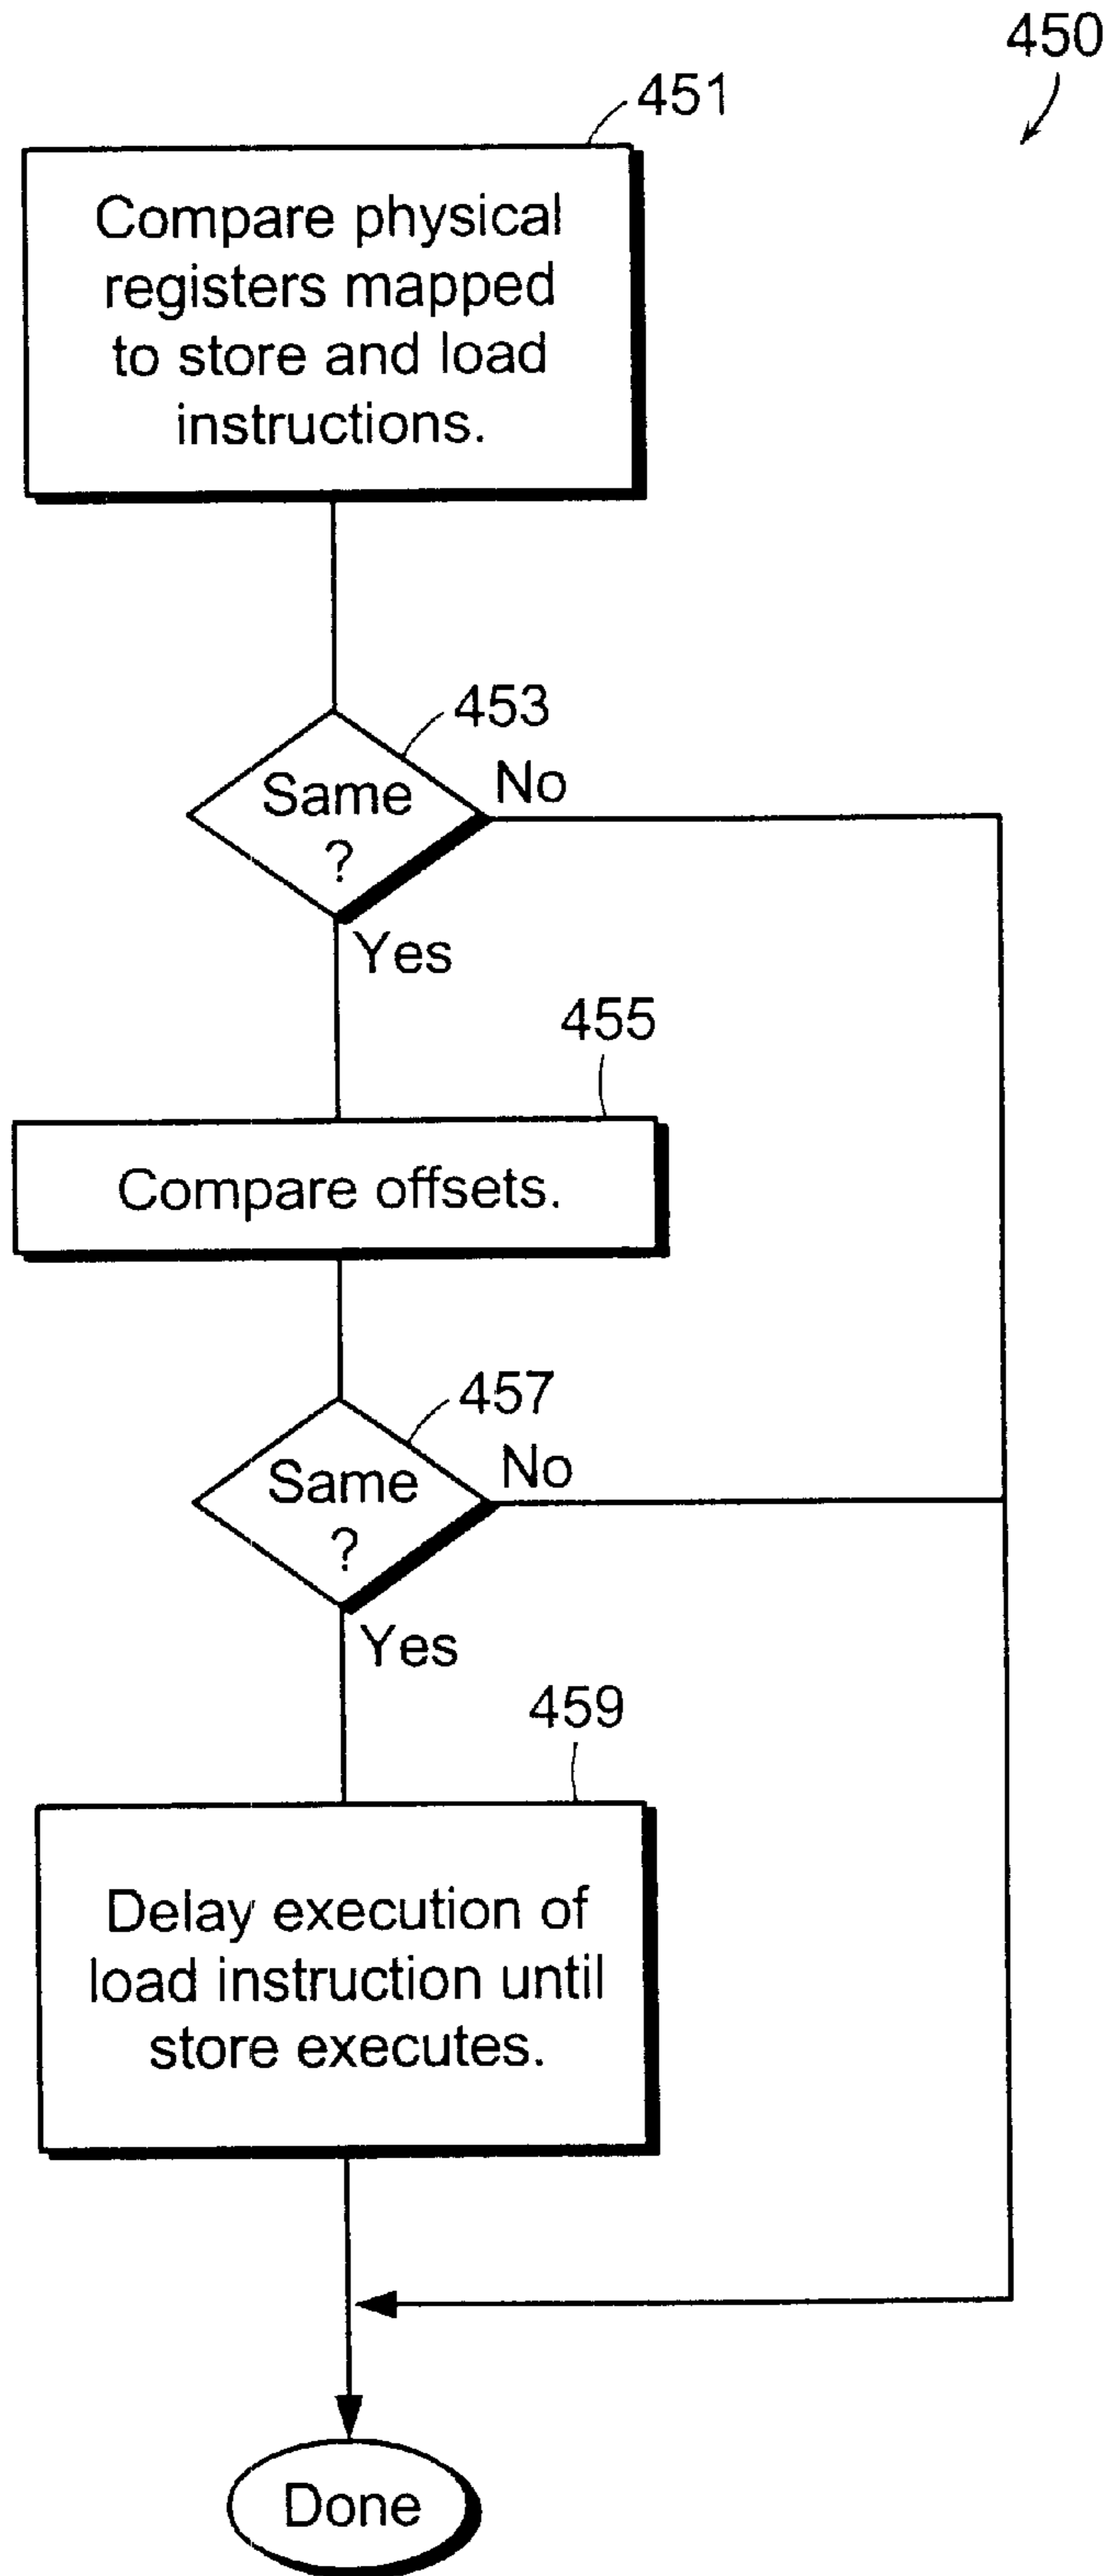 450
451
Compare physical
registers mapped
to store and load
instructions.
453
Same
?
No
Yes
455
Compare offsets.
457
Same
?
No
Yes
459
Delay execution of
load instruction until
store executes.
Done